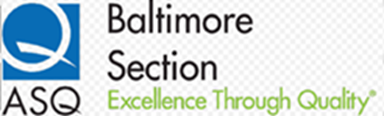 Baltimore
Section
ASQ
Excellence Through Quality®